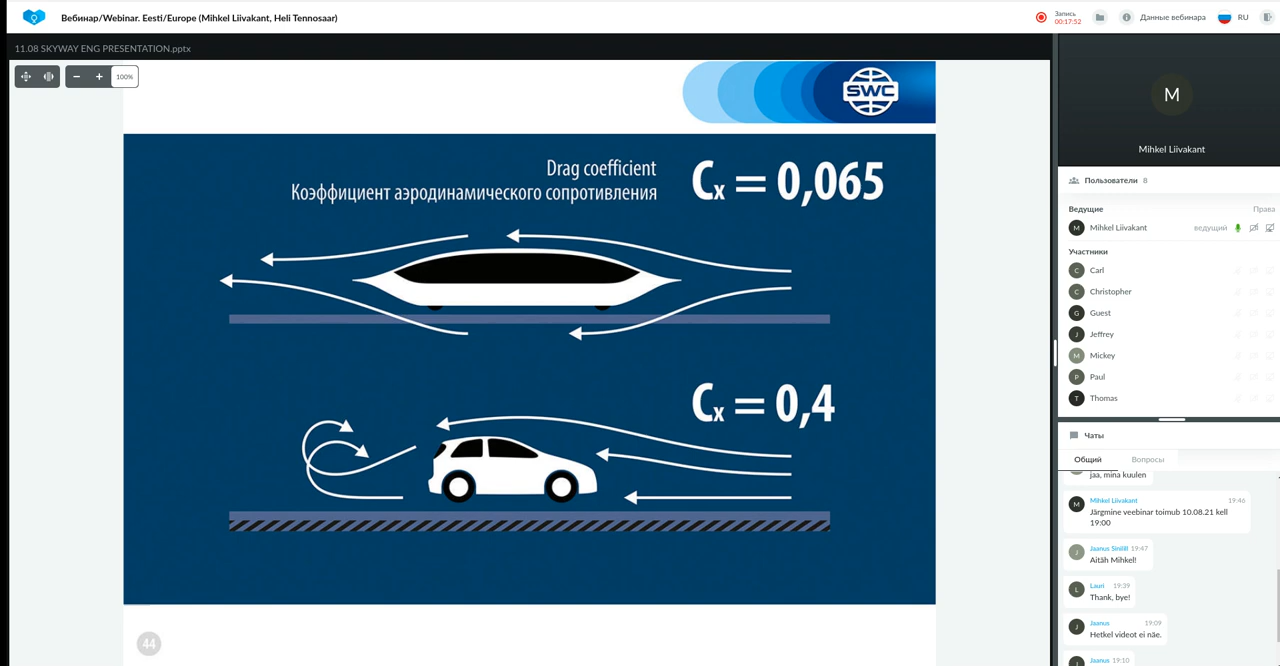 Вебинар/Webinar. Eesti/Europe (Mihkel Liivakant, Heli Tennosaar)
Запись
00:17:52
Данные вебинара
RU
11.08 SKYWAY ENG PRESENTATION.pptx
100%
SWC
Drag coefficient
Коэффициент аэродинамического сопротивления
Cx = 0,065
Cx = 0,4
44
M
Mihkel Liivakant
Пользователи 8
Ведущие
Права
M Mihkel Liivakant ведущий
Участники
C Carl
C Christopher
G Guest
J Jeffrey
M Mickey
P Paul
T Thomas
Чаты
Общий Вопросы
jaa, mina kuulen
M Mihkel Liivakant 19:46
Järgmine veebinar toimub 10.08.21 kell
19:00
J Jaanus Siniöll 19:47
Aitäh Mihkel!
L Lauri 19:39
Thank, bye!
J Jaanus 19:09
Hetkel videot ei näe.
J Jaanus 19:10